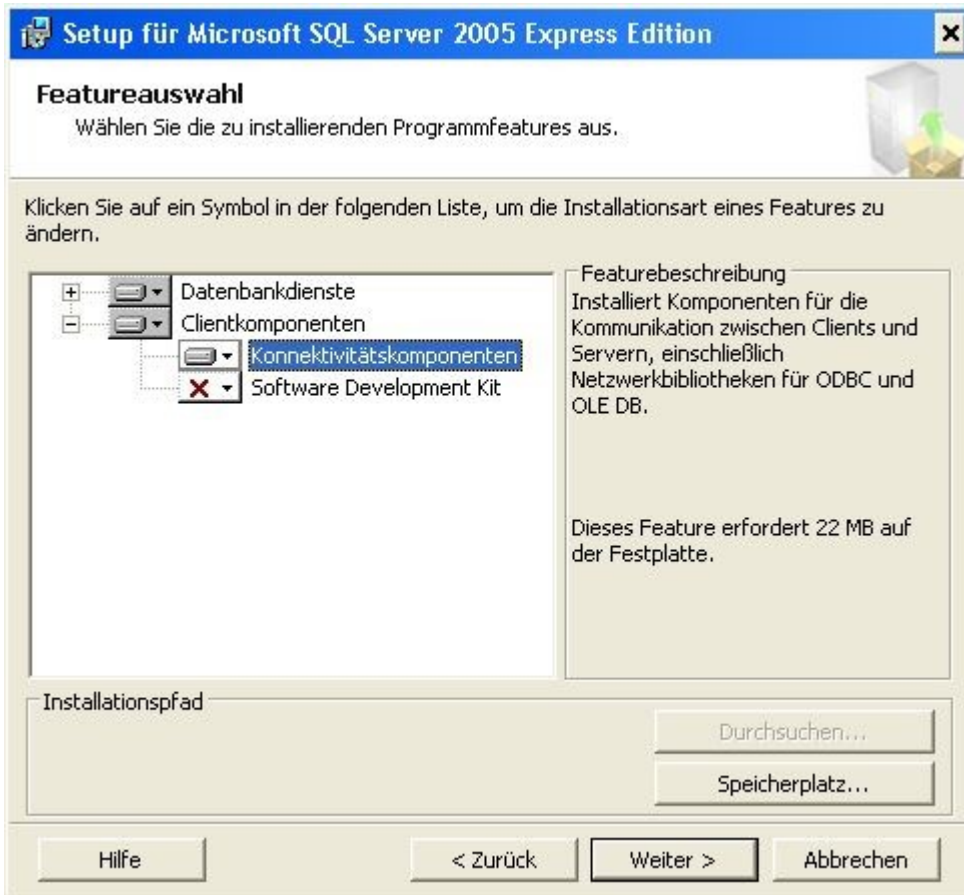 Setup für Microsoft SQL Server 2005 Express Edition
Featureauswahl
Wählen Sie die zu installierenden Programmfeatures aus.
Klicken Sie auf ein Symbol in der folgenden Liste, um die Installationsart eines Features zu
ändern.
Datenbankdienste
Clientkomponenten
Konnektivitätskomponenten
Software Development Kit
Featurebeschreibung
Installiert Komponenten für die
Kommunikation zwischen Clients und
Servern, einschließlich
Netzwerkbibliotheken für ODBC und
OLE DB.
Dieses Feature erfordert 22 MB auf
der Festplatte.
Installationspfad
Durchsuchen...
Speicherplatz...
Hilfe
< Zurück
Weiter >
Abbrechen